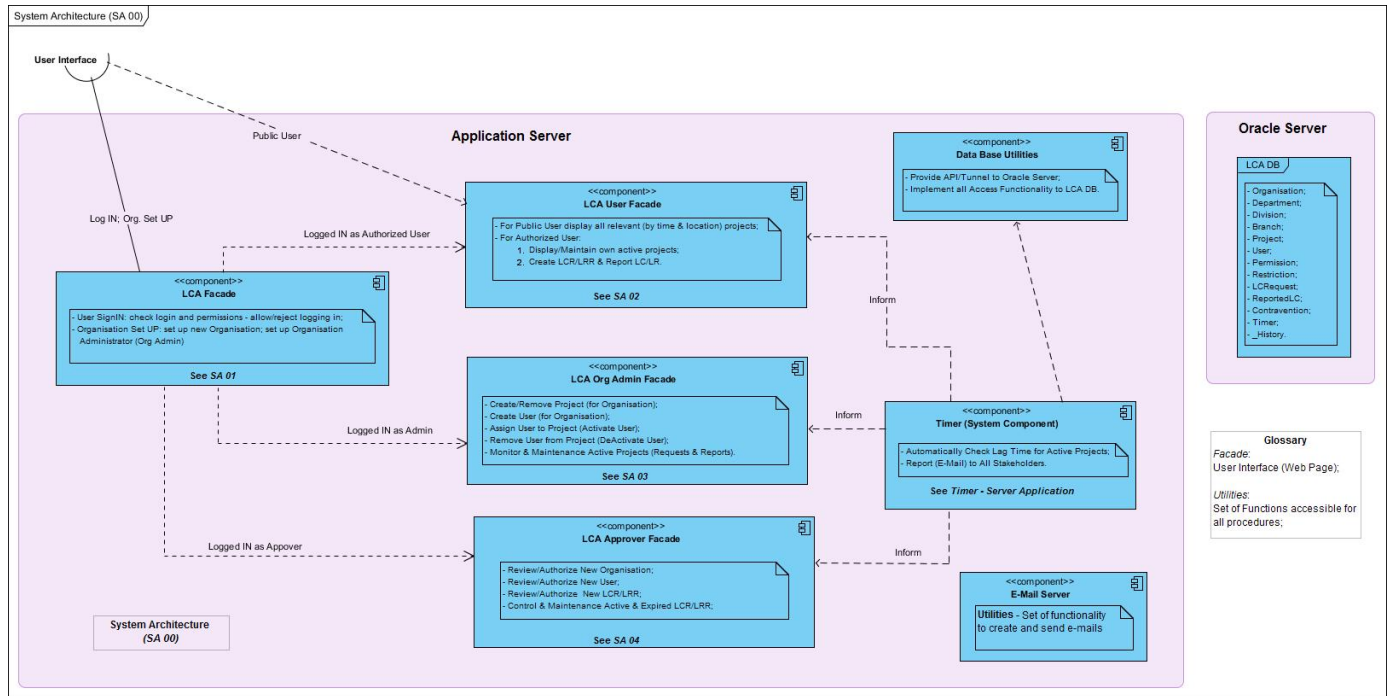 System Architecture (SA 00)
User Interface
Public User
Application Server
Oracle Server
Log IN; Org. Set UP
Logged IN as Authorized User
<<component>>
LCA User Facade
- For Public User display all relevant (by time & location) projects;
- For Authorized User:
1. Display/Maintain own active projects;
2. Create LCR/LRR & Report LC/LR.
See SA 02
<<component>>
Data Base Utilities
- Provide API/Tunnel to Oracle Server;
- Implement all Access Functionality to LCA DB.
LCA DB
- Organisation;
- Department;
- Division;
- Branch;
- Project;
- User;
- Permission;
- Restriction;
- LCRequest;
- ReportedLC;
- Contravention;
- Timer;
- _History.
<<component>>
LCA Facade
- User SignIN: check login and permissions - allow/reject logging in;
- Organisation Set UP: set up new Organisation; set up Organisation
Administrator (Org Admin)
See SA 01
Inform
<<component>>
LCA Org Admin Facade
- Create/Remove Project (for Organisation);
- Create User (for Organisation);
- Assign User to Project (Activate User);
- Remove User from Project (DeActivate User);
- Monitor & Maintenance Active Projects (Requests & Reports).
See SA 03
Logged IN as Admin
Inform
<<component>>
Timer (System Component)
- Automatically Check Lag Time for Active Projects;
- Report (E-Mail) to All Stakeholders.
See Timer - Server Application
Glossary
Facade:
User Interface (Web Page);
Utilities:
Set of Functions accessible for
all procedures;
Logged IN as Appover
<<component>>
LCA Approver Facade
- Review/Authorize New Organisation;
- Review/Authorize New User;
- Review/Authorize New LCR/LRR;
- Control & Maintenance Active & Expired LCR/LRR;
See SA 04
Inform
<<component>>
E-Mail Server
Utilities - Set of functionality
to create and send e-mails
System Architecture
(SA 00)